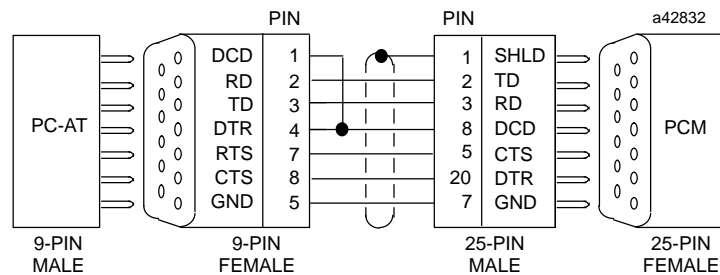 PIN PIN a42832
DCD 1 1 SHLD
RD 2 2 TD
TD 3 3 RD
PC-AT DTR 4 8 DCD PCM
RTS 7 5 CTS
CTS 8 20 DTR
GND 5 7 GND
9-PIN 9-PIN 25-PIN 25-PIN
MALE FEMALE MALE FEMALE